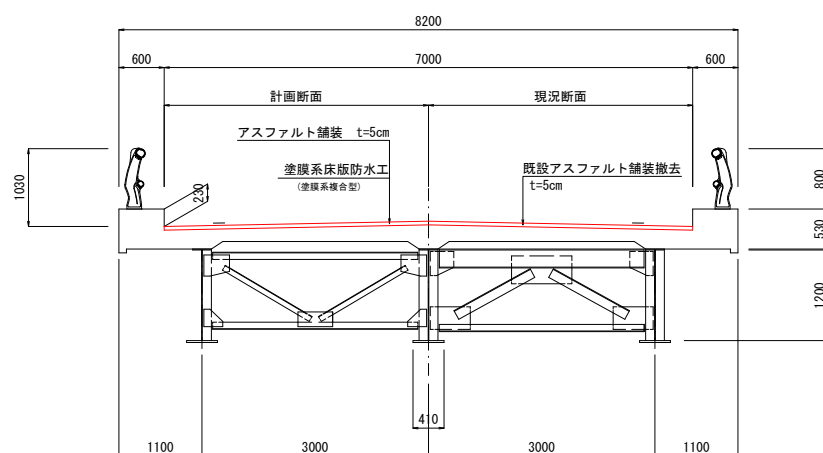 8200
600
7000
600
計画断面
現況断面
アスファルト舗装 t=5cm
塗膜系床版防水工
(塗膜系複合型)
既設アスファルト舗装撤去
t=5cm
1030
230
800
530
1200
410
1100
3000
3000
1100